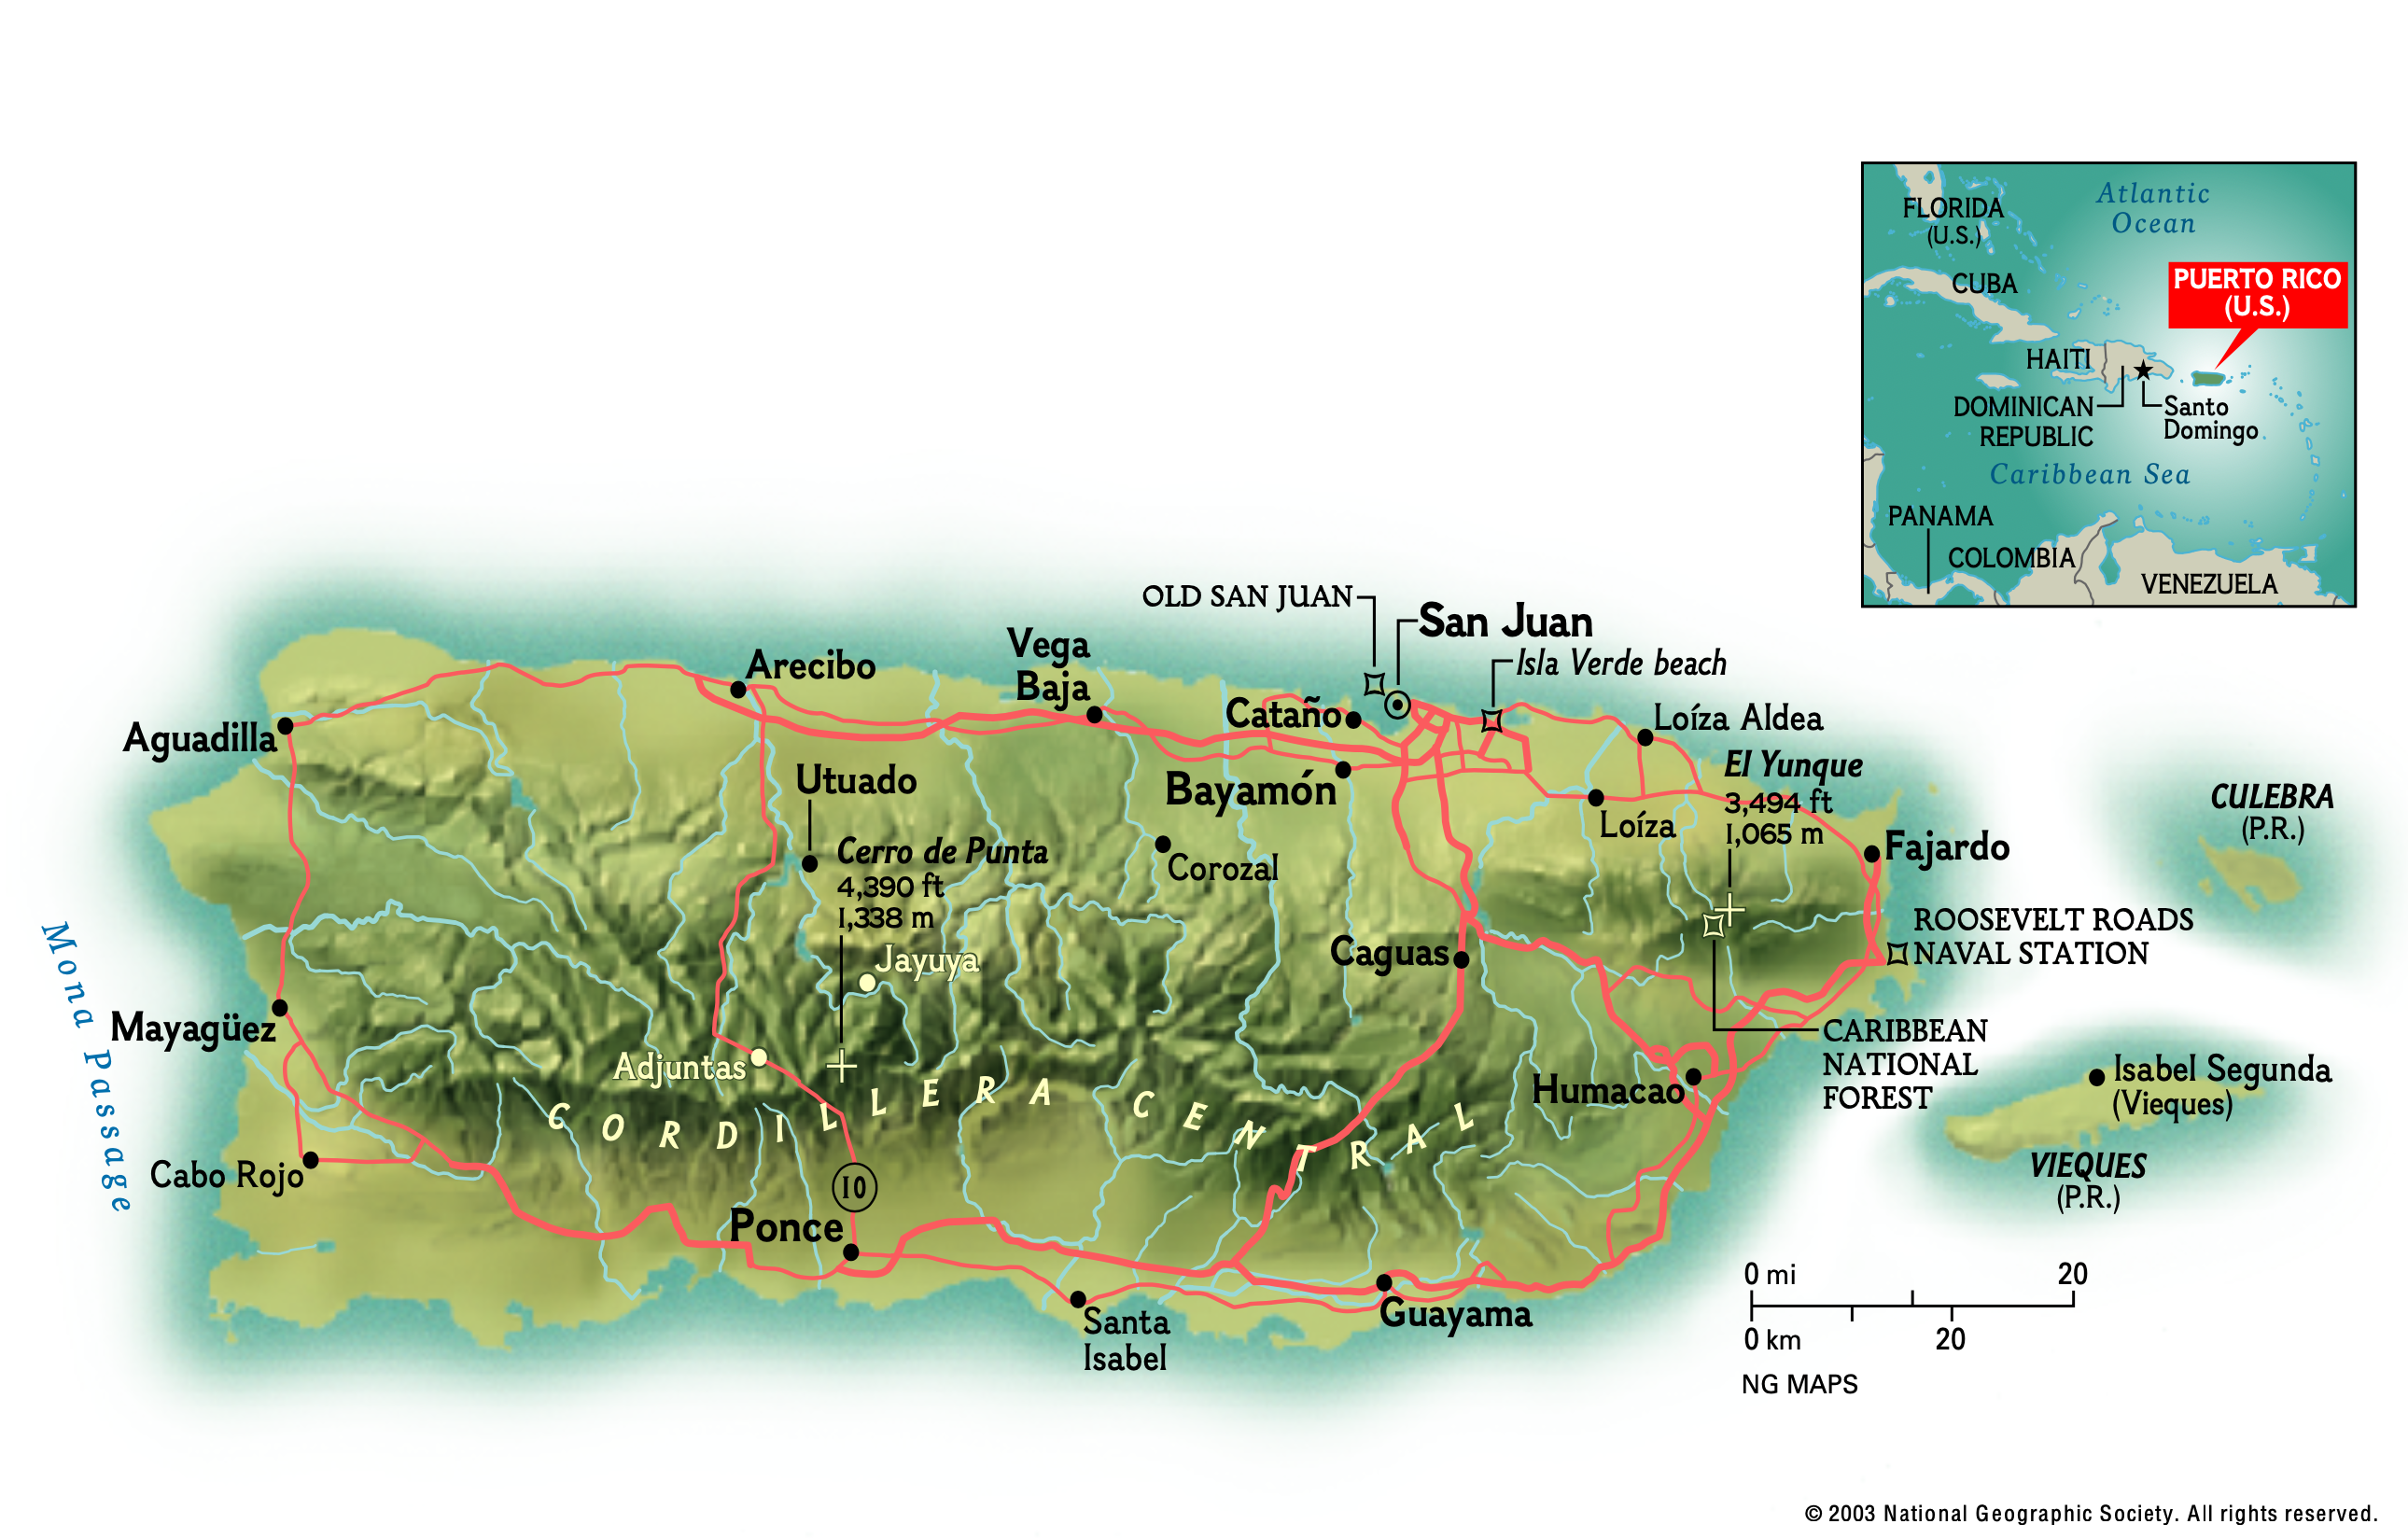 Atlantic
Ocean
FLORIDA
(U.S.)
CUBA
PUERTO RICO
(U.S.)
HAITI
DOMINICAN
REPUBLIC
Santo
Domingo
Caribbean Sea
PANAMA
COLOMBIA
VENEZUELA
OLD SAN JUAN
San Juan
Isla Verde beach
Vega
Baja
Arecibo
Cataño
Loíza Aldea
Aguadilla
El Yunque
3,494 ft
1,065 m
Utuado
Bayamón
Loíza
CULEBRA
(P.R.)
Cerro de Punta
4,390 ft
1,338 m
Corozal
Fajardo
ROOSEVELT ROADS
NAVAL STATION
Mona Passage
Jayuya
Caguas
Mayagüez
CARIBBEAN
NATIONAL
FOREST
Adjuntas
Humacao
Isabel Segunda
(Vieques)
CORDILLERA CENTRAL
Cabo Rojo
VIEQUES
(P.R.)
10
Ponce
Guayama
Santa
Isabel
0 mi 20
0 km 20
NG MAPS
© 2003 National Geographic Society. All rights reserved.